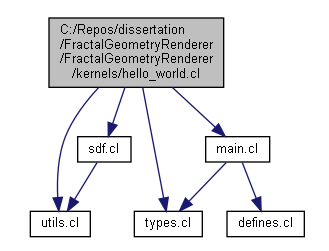 C:/Repos/dissertation
/FractalGeometryRenderer
/FractalGeometryRenderer
/kernels/hello_world.cl
sdf.cl
main.cl
utils.cl
types.cl
defines.cl